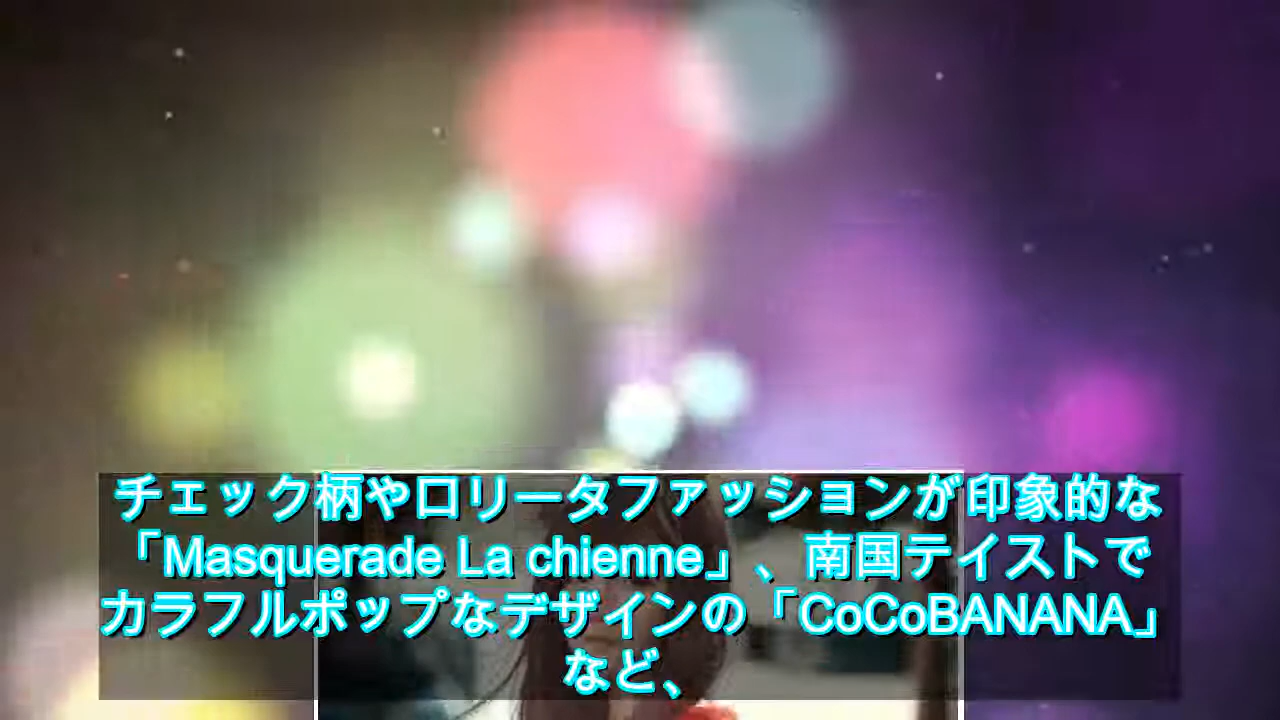 チェック柄やロリータファッションが印象的な
「Masquerade La chienne」、南国テイストで
カラフルポップなデザインの「CoCoBANANA」
など、